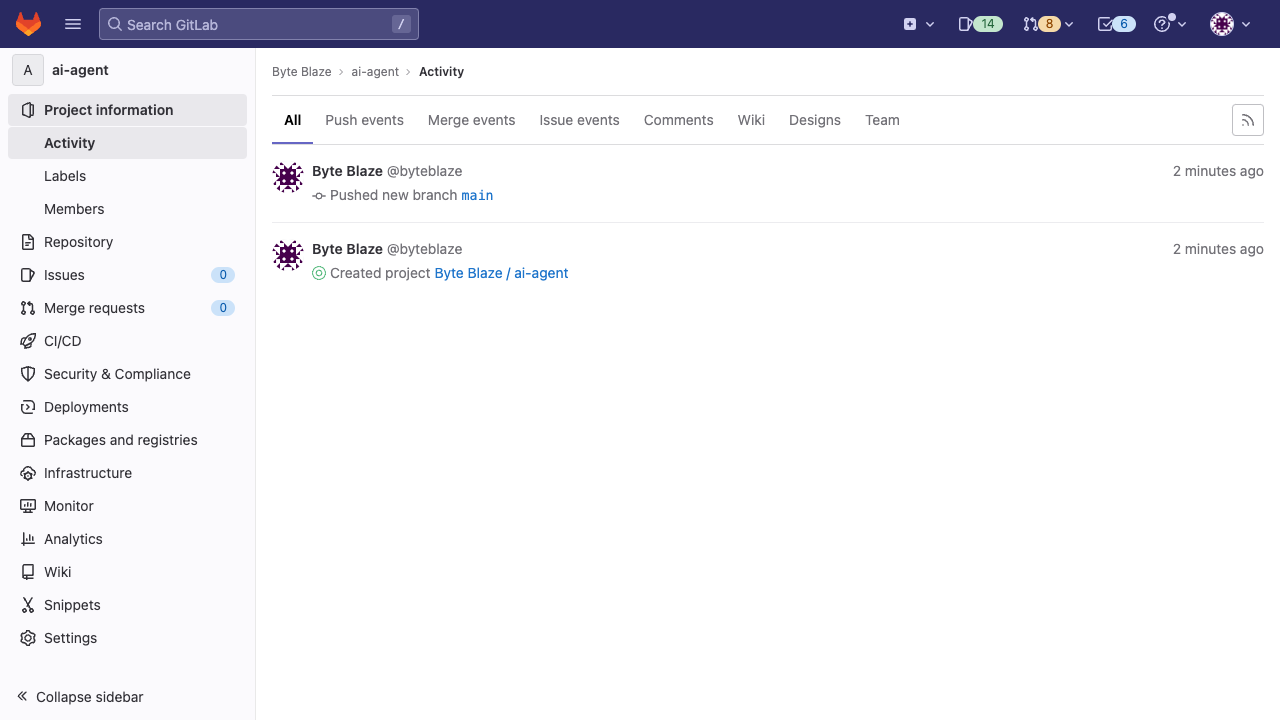 Search GitLab /
14
8
6
A ai-agent
Project information
Activity
Labels
Members
Repository
Issues 0
Merge requests 0
CI/CD
Security & Compliance
Deployments
Packages and registries
Infrastructure
Monitor
Analytics
Wiki
Snippets
Settings
Collapse sidebar
Byte Blaze › ai-agent › Activity
All Push events Merge events Issue events Comments Wiki Designs Team
Byte Blaze @byteblaze 2 minutes ago
Pushed new branch main
Byte Blaze @byteblaze 2 minutes ago
Created project Byte Blaze / ai-agent